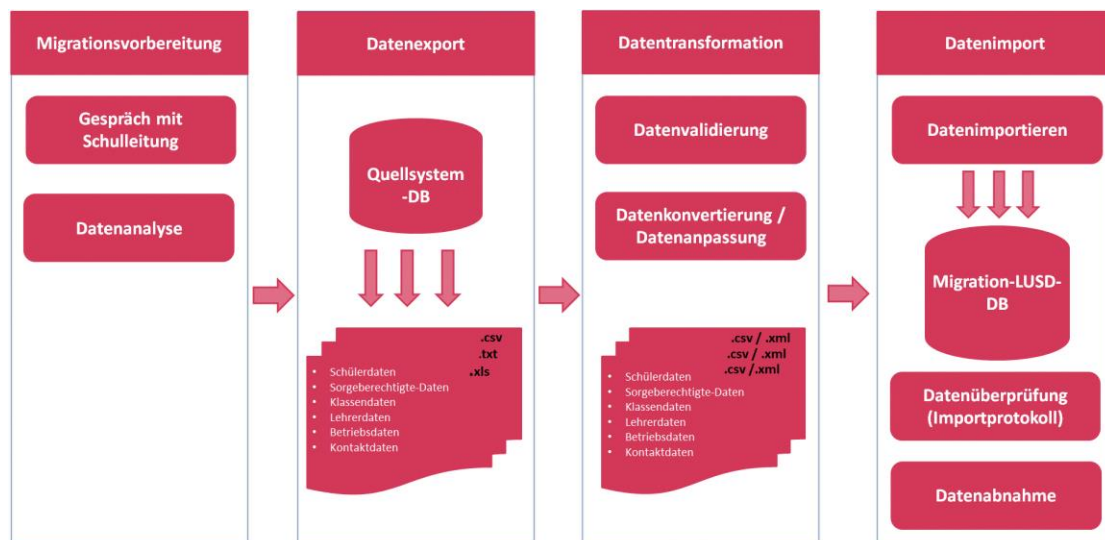 Migrationsvorbereitung
Gespräch mit
Schulleitung
Datenanalyse
Datenexport
Quellsystem
-DB
.csv
.txt
.xls
• Schülerdaten
• Sorgeberechtigte-Daten
• Klassendaten
• Lehrerdaten
• Betriebsdaten
• Kontaktdaten
Datentransformation
Datenvalidierung
Datenkonvertierung /
Datenanpassung
.csv / .xml
.csv / .xml
.csv /.xml
• Schülerdaten
• Sorgeberechtigte-Daten
• Klassendaten
• Lehrerdaten
• Betriebsdaten
• Kontaktdaten
Datenimport
Datenimportieren
Migration-LUSD-
DB
Datenüberprüfung
(Importprotokoll)
Datenabnahme